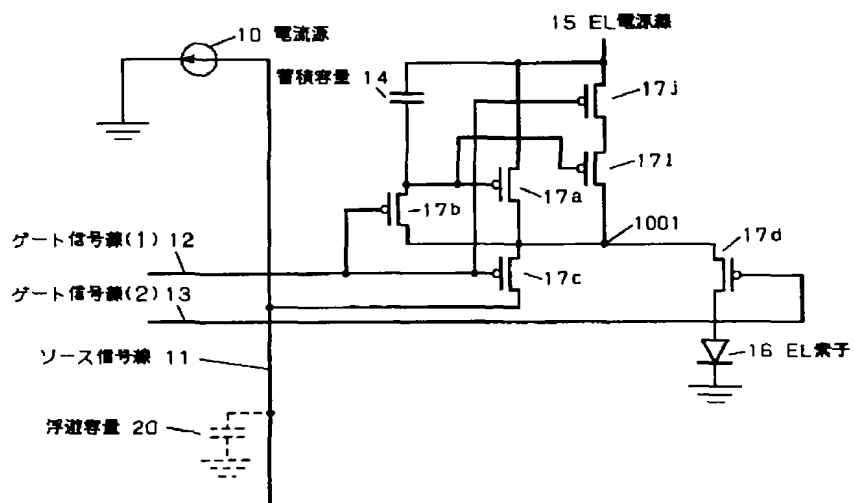 10 電流源
15 EL電源線
蓄積容量 14
17j
17l
17a
17b
1001
17d
ゲート信号線(1) 12
17c
ゲート信号線(2) 13
ソース信号線 11
16 EL素子
浮遊容量 20